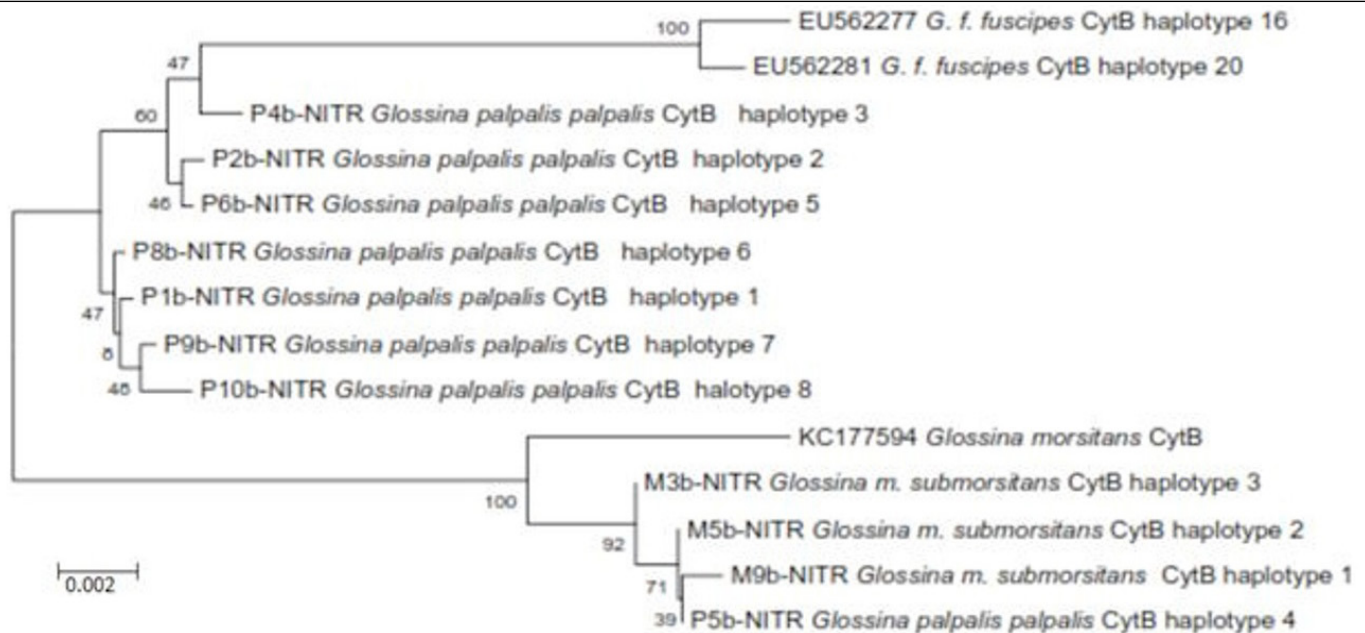 100
EU562277 G. f. fuscipes CytB haplotype 16
EU562281 G. f. fuscipes CytB haplotype 20
47
P4b-NITR Glossina palpalis palpalis CytB haplotype 3
60
P2b-NITR Glossina palpalis palpalis CytB haplotype 2
46
P6b-NITR Glossina palpalis palpalis CytB haplotype 5
P8b-NITR Glossina palpalis palpalis CytB haplotype 6
47
P1b-NITR Glossina palpalis palpalis CytB haplotype 1
P9b-NITR Glossina palpalis palpalis CytB haplotype 7
P10b-NITR Glossina palpalis palpalis CytB halotype 8
KC177594 Glossina morsitans CytB
100
M3b-NITR Glossina m. submorsitans CytB haplotype 3
M5b-NITR Glossina m. submorsitans CytB haplotype 2
92
M9b-NITR Glossina m. submorsitans CytB haplotype 1
71
39 P5b-NITR Glossina palpalis palpalis CytB haplotype 4
0.002